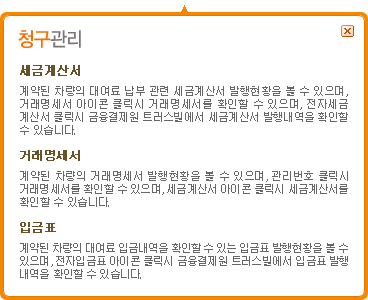 청구관리
세금계산서
계약된 차량의 대여료 납부 관련 세금계산서 발행현황을 볼 수 있으며,
거래명세서 아이콘 클릭시 거래명세서를 확인할 수 있으며, 전자세금
계산서 클릭시 금융결제원 트러스빌에서 세금계산서 발행내역을 확인할
수 있습니다.
거래명세서
계약된 차량의 거래명세서 발행현황을 볼 수 있으며, 관리번호 클릭시
거래명세서를 확인할 수 있으며, 세금계산서 아이콘 클릭시 세금계산서를
확인할 수 있습니다.
입금표
계약된 차량의 대여료 입금내역을 확인할 수 있는 입금표 발행현황을 볼 수
있으며, 전자입금표 아이콘 클릭시 금융결제원 트러스빌에서 입금표 발행
내역을 확인할 수 있습니다.